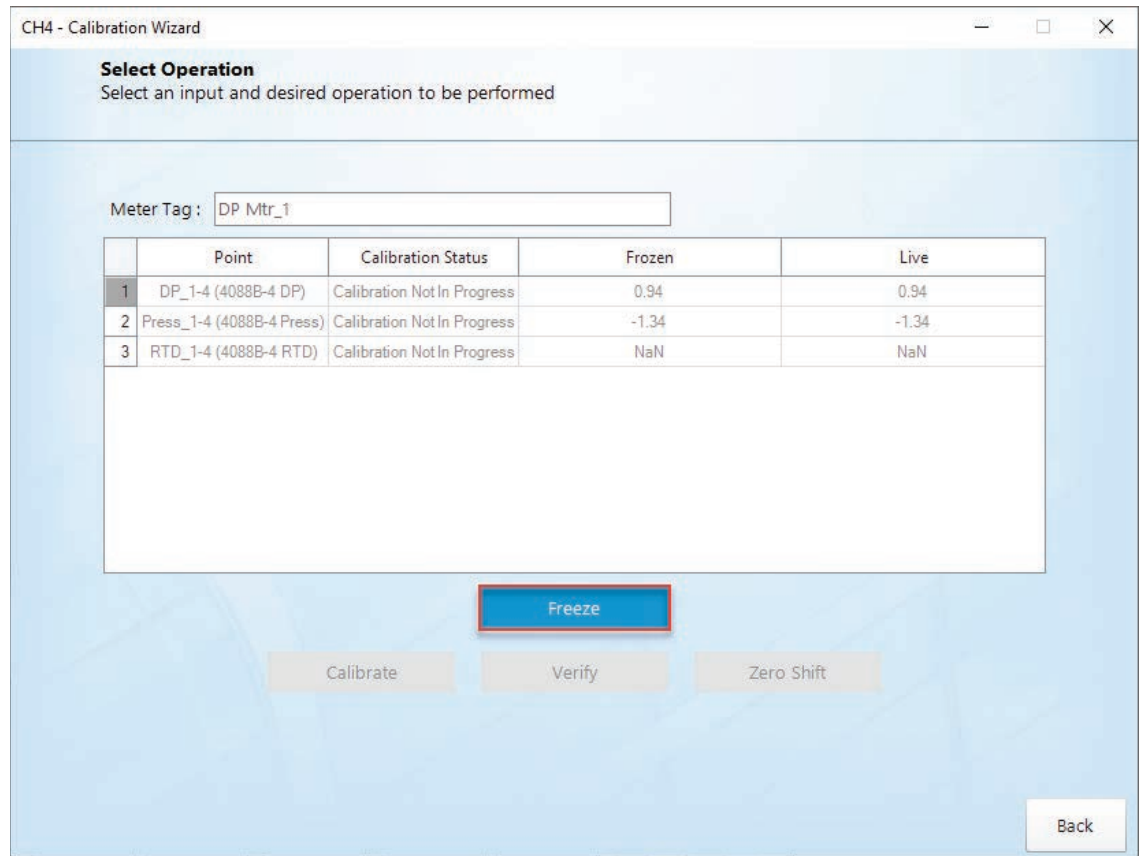 CH4 - Calibration Wizard
Select Operation
Select an input and desired operation to be performed
Meter Tag : DP Mtr_1
Point Calibration Status Frozen Live
1 DP_1-4 (4088B-4 DP) Calibration Not In Progress 0.94 0.94
2 Press_1-4 (4088B-4 Press) Calibration Not In Progress -1.34 -1.34
3 RTD_1-4 (4088B-4 RTD) Calibration Not In Progress NaN NaN
Freeze
Calibrate Verify Zero Shift
Back